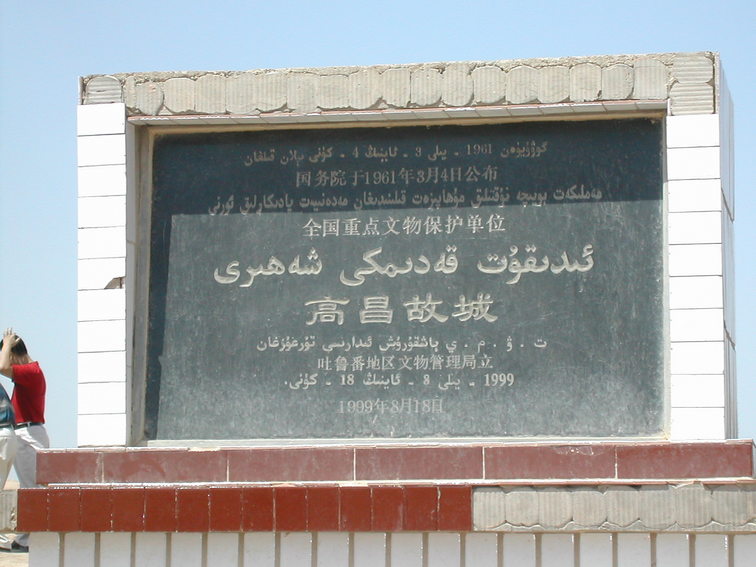 گوۋۇيۈەن 1961 - يىلى 3 - ئاينىڭ 4 - كۈنى ئېلان قىلغان
国务院于1961年3月4日公布
مەملىكەت بويىچە نۇقتىلىق مۇھاپىزەت قىلىنىدىغان مەدەنىيەت يادىكارلىق ئورنى
全国重点文物保护单位
ئىدىقۇت قەدىمكى شەھىرى
高昌故城
ت . ۋ . م . ي باشقۇرۇش ئىدارىسى تۇرغۇزغان
吐鲁番地区文物管理局立
1999 - يىلى 8 - ئاينىڭ 18 - كۈنى.
1999年8月18日